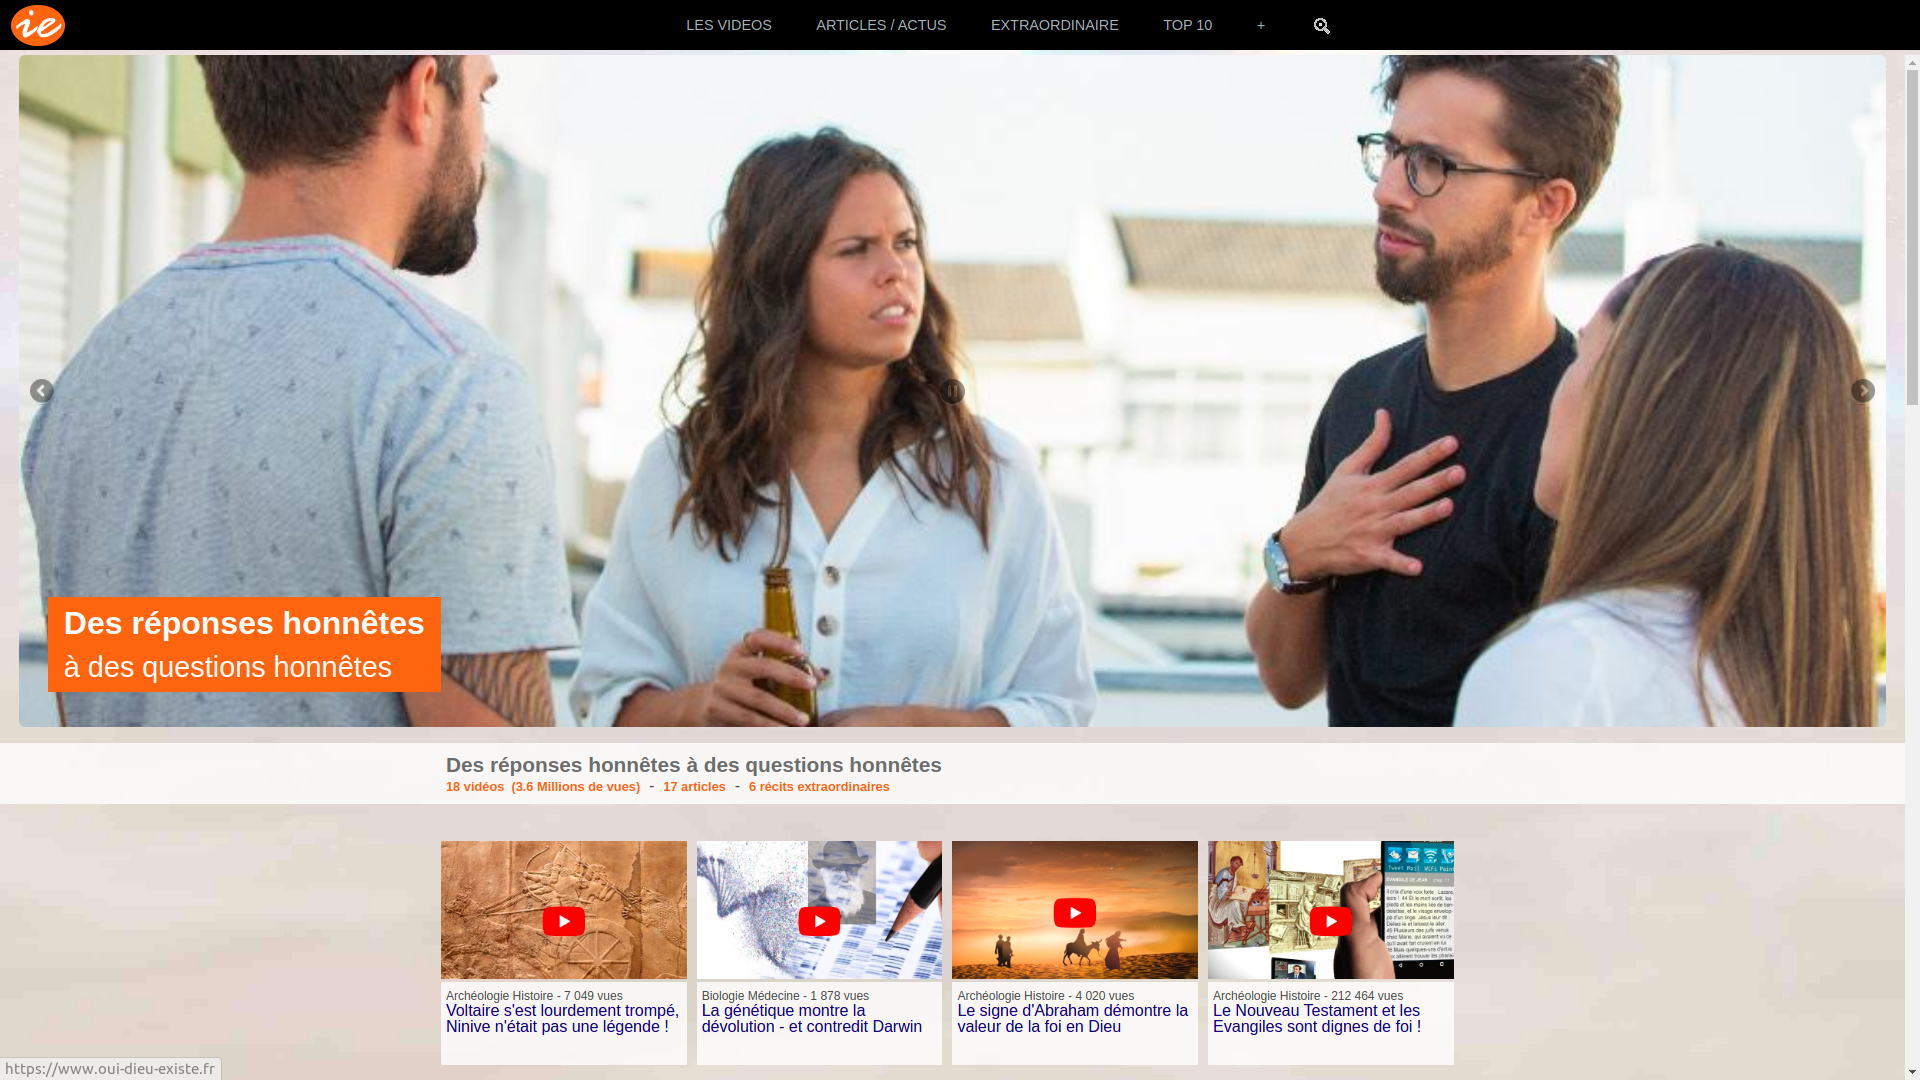 ie
LES VIDEOS
ARTICLES / ACTUS
EXTRAORDINAIRE
TOP 10
+
Des réponses honnêtes
à des questions honnêtes
Des réponses honnêtes à des questions honnêtes
18 vidéos (3.6 Millions de vues) - 17 articles - 6 récits extraordinaires
Archéologie Histoire - 7 049 vues
Voltaire s'est lourdement trompé,
Ninive n'était pas une légende !
Biologie Médecine - 1 878 vues
La génétique montre la
dévolution - et contredit Darwin
Archéologie Histoire - 4 020 vues
Le signe d'Abraham démontre la
valeur de la foi en Dieu
Archéologie Histoire - 212 464 vues
Le Nouveau Testament et les
Evangiles sont dignes de foi !
https://www.oui-dieu-existe.fr